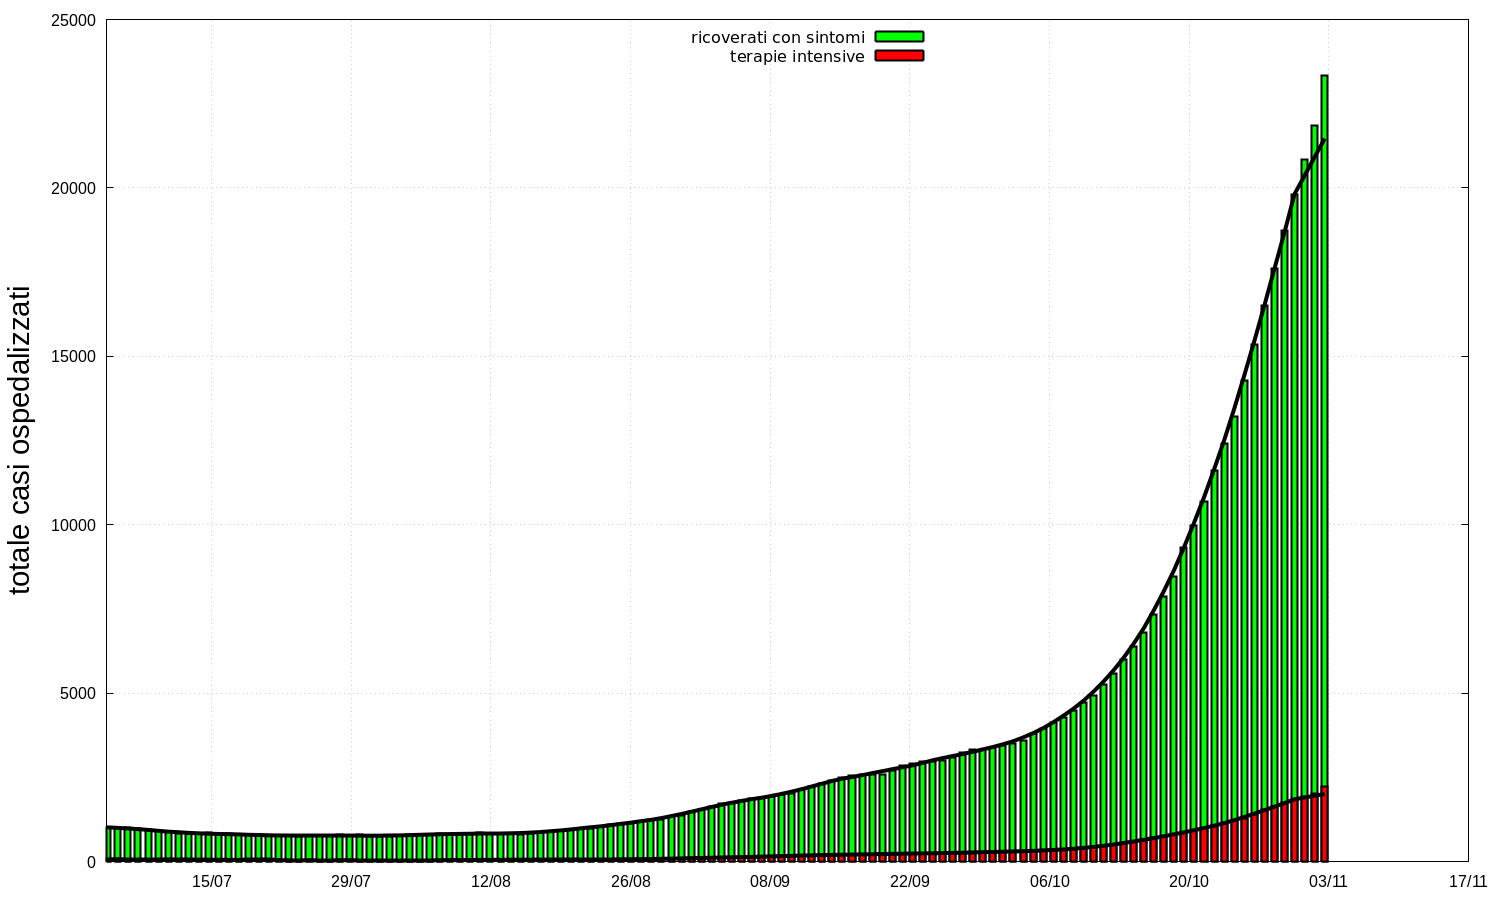 25000
20000
15000
10000
5000
0
totale casi ospedalizzati
ricoverati con sintomi
terapie intensive
15/07 29/07 12/08 26/08 08/09 22/09 06/10 20/10 03/11 17/11